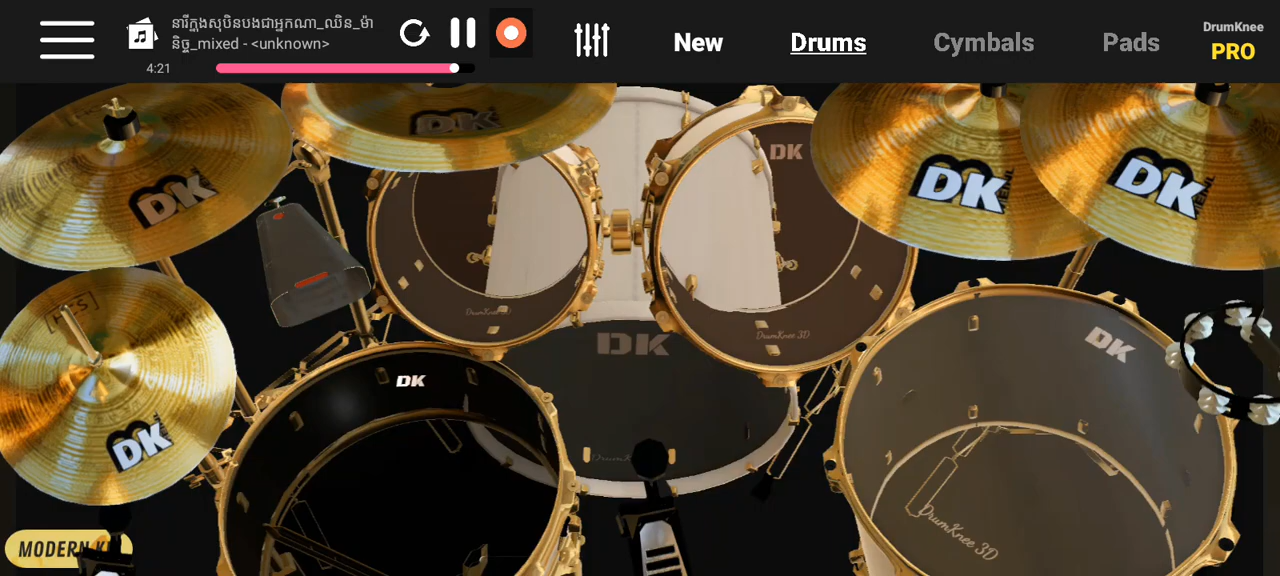 នារីក្នុងសុបិនបងជាអ្នកណា_ឈិន_ម៉ា
និច្ច_mixed - <unknown>
4:21
New
Drums
Cymbals
Pads
DrumKnee
PRO
DK
DK
DK
DK
DK
DK
DK
DrumKnee 3D
DK
DK
DK
DrumKnee 3D